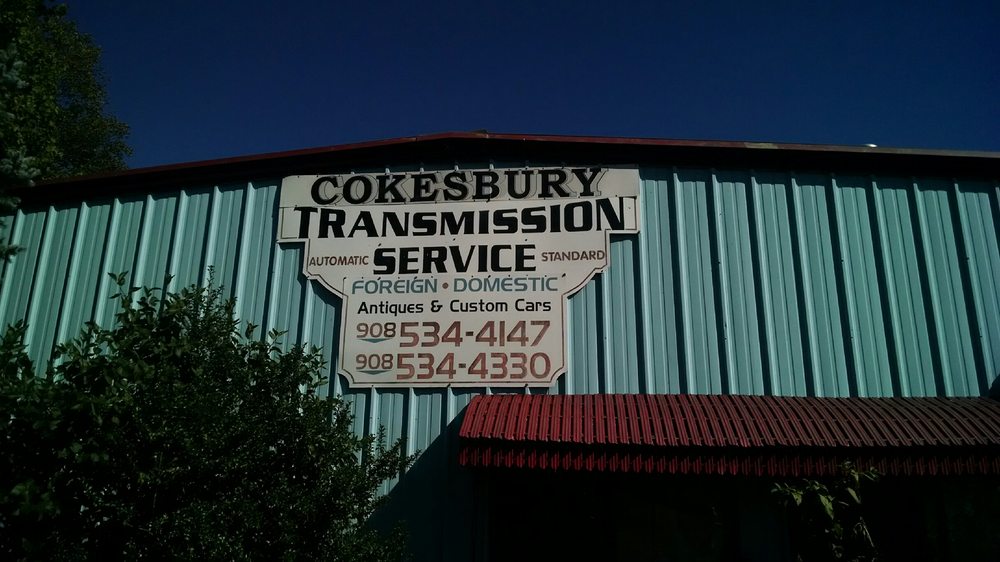 COKESBURY
TRANSMISSION
AUTOMATIC SERVICE STANDARD
FOREIGN • DOMESTIC
Antiques & Custom Cars
908 534-4147
908 534-4330